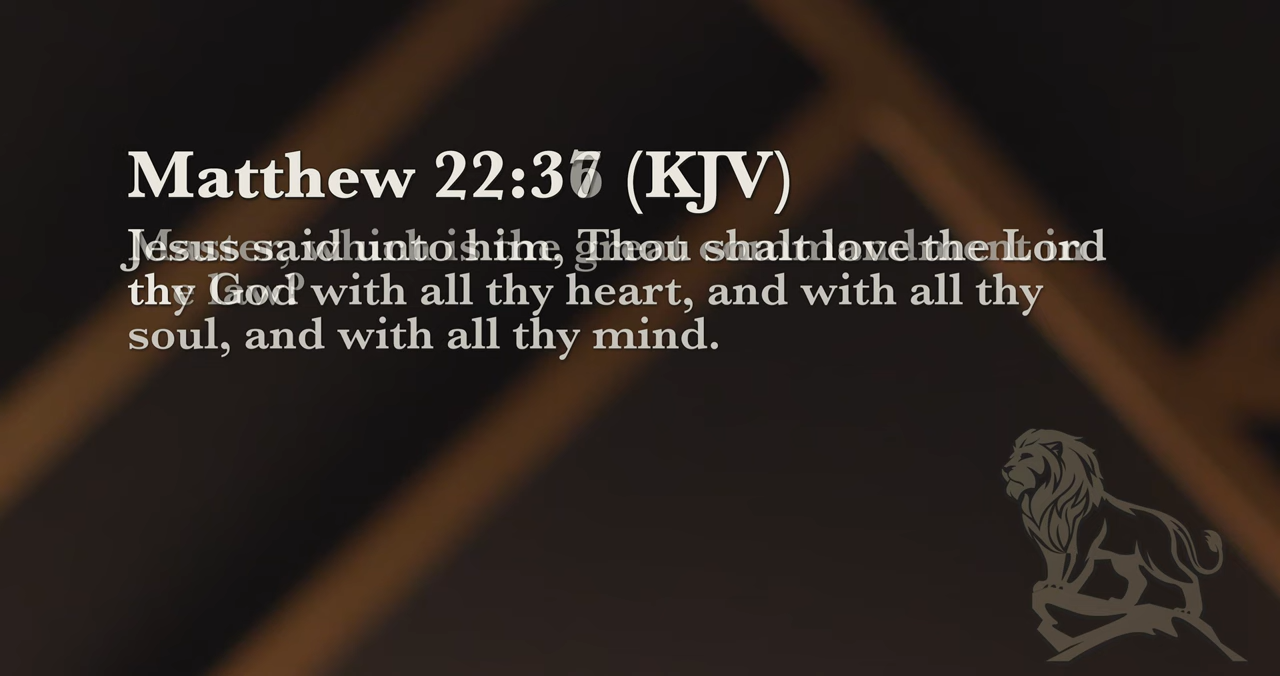 Matthew 22:37 (KJV)
Jesus said unto him, Thou shalt love the Lord
thy God with all thy heart, and with all thy
soul, and with all thy mind.